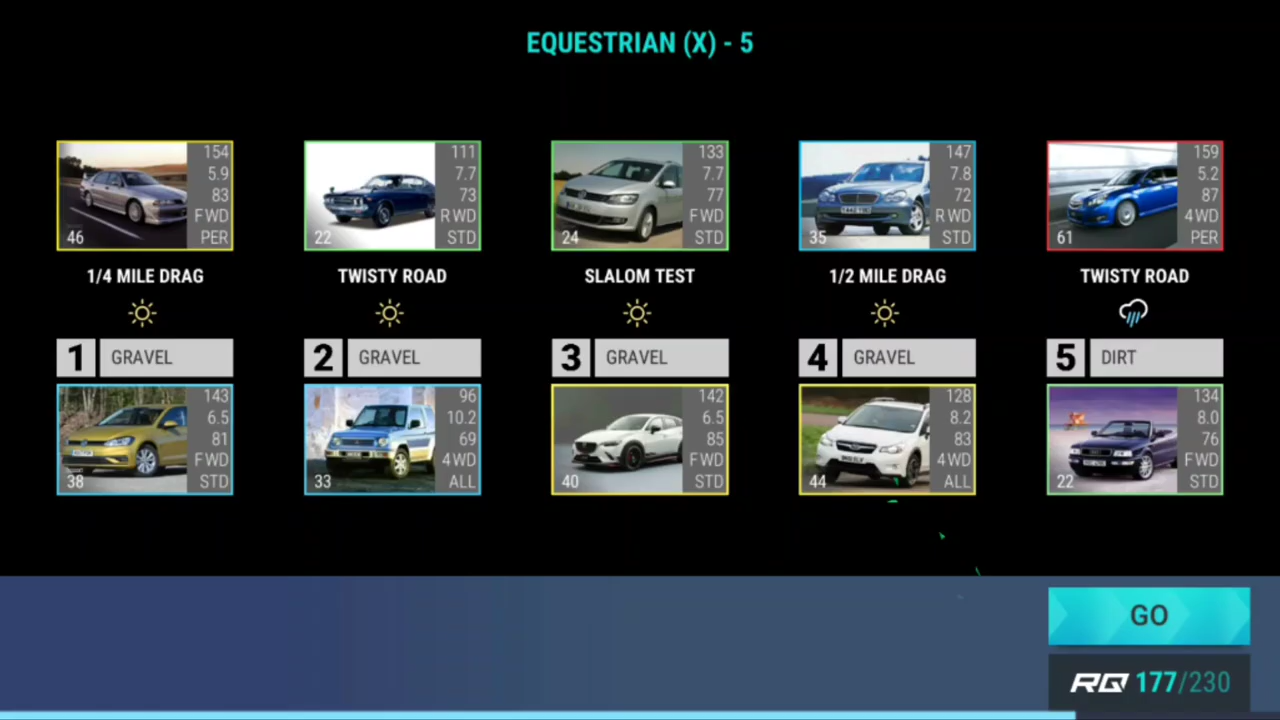 EQUESTRIAN (X) - 5
154
5.9
83
FWD
PER
46
111
7.7
73
RWD
STD
22
133
7.7
77
FWD
STD
24
147
7.8
72
RWD
STD
35
159
5.2
87
4WD
PER
61
1/4 MILE DRAG
TWISTY ROAD
SLALOM TEST
1/2 MILE DRAG
TWISTY ROAD
1 GRAVEL
2 GRAVEL
3 GRAVEL
4 GRAVEL
5 DIRT
143
6.5
81
FWD
STD
38
96
10.2
69
4WD
ALL
33
142
6.5
85
FWD
STD
40
128
8.2
83
4WD
ALL
44
134
8.0
76
FWD
STD
22
GO
RQ 177/230